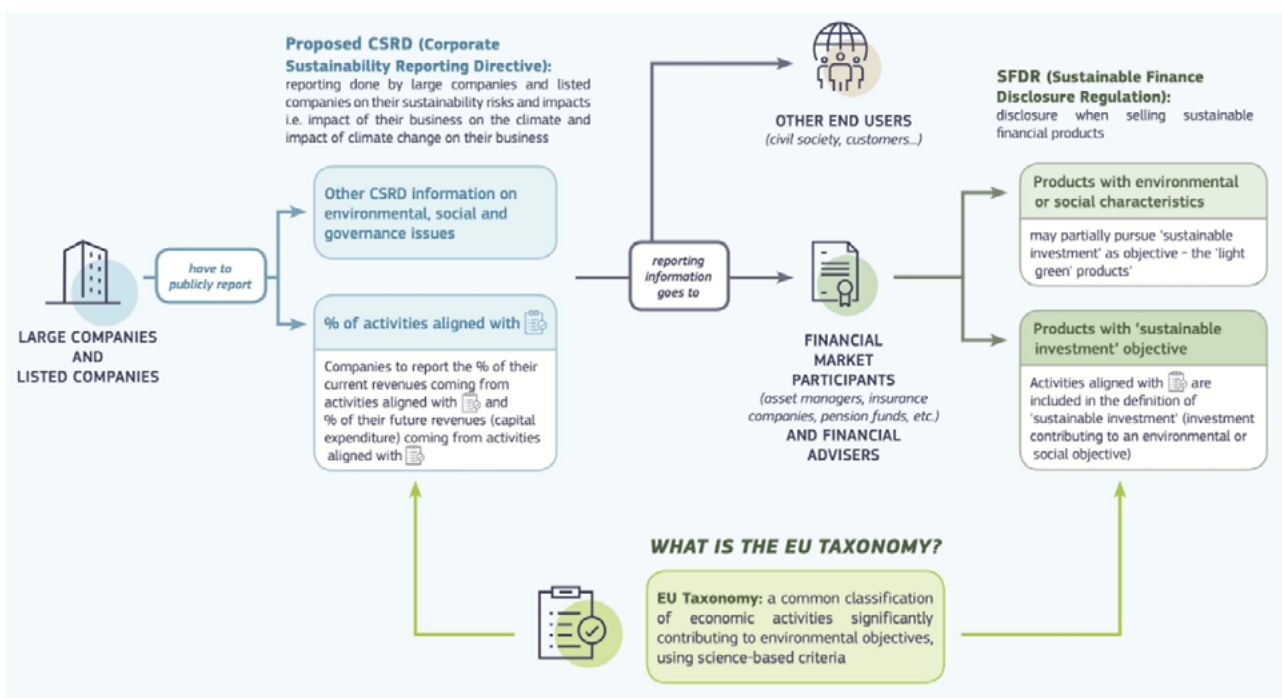 Proposed CSRD (Corporate
Sustainability Reporting Directive):
reporting done by large companies and listed
companies on their sustainability risks and impacts
i.e. impact of their business on the climate and
impact of climate change on their business
Other CSRD information on
environmental, social and
governance issues
have to
publicly report
LARGE COMPANIES
AND
LISTED COMPANIES
% of activities aligned with
Companies to report the % of their
current revenues coming from
activities aligned with and
% of their future revenues (capital
expenditure) coming from activities
aligned with
reporting
information
goes to
OTHER END USERS
(civil society, customers...)
FINANCIAL
MARKET
PARTICIPANTS
(asset managers, insurance
companies, pension funds, etc.)
AND FINANCIAL
ADVISERS
SFDR (Sustainable Finance
Disclosure Regulation):
disclosure when selling sustainable
financial products
Products with environmental
or social characteristics
may partially pursue 'sustainable
investment' as objective – the 'light
green' products'
Products with 'sustainable
investment' objective
Activities aligned with are
included in the definition of
'sustainable investment' (investment
contributing to an environmental or
social objective)
WHAT IS THE EU TAXONOMY?
EU Taxonomy: a common classification
of economic activities significantly
contributing to environmental objectives,
using science-based criteria